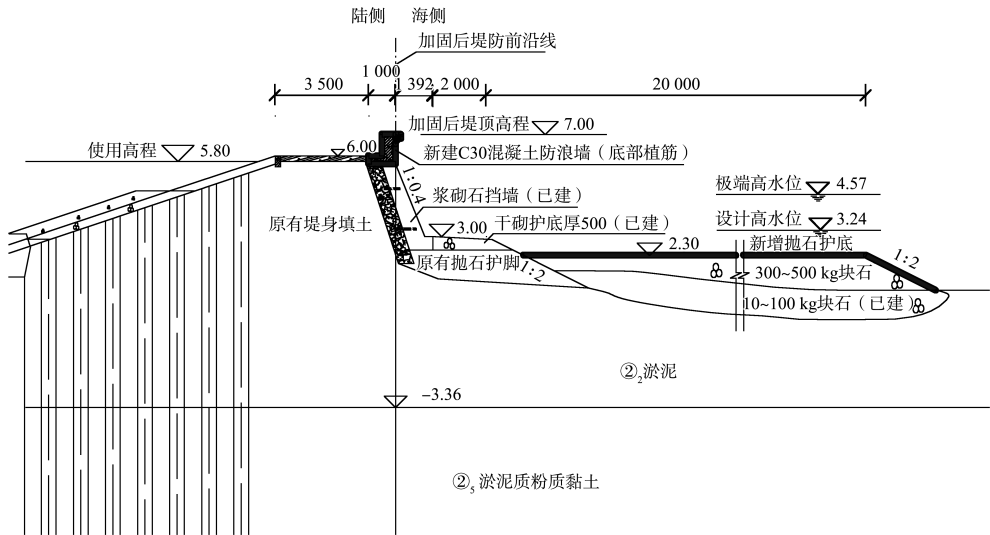 陆侧 海侧
加固后堤防前沿线
3 500
1 000
1 392
2 000
20 000
加固后堤顶高程 7.00
使用高程 5.80
6.00
新建C30混凝土防浪墙（底部植筋）
1:0.4
浆砌石挡墙（已建）
极端高水位 4.57
原有堤身填土
3.00
干砌护底厚500（已建）
设计高水位 3.24
2.30
新增抛石护底
原有抛石护脚
1:2
1:2
300~500 kg块石
10~100 kg块石（已建）
②2淤泥
-3.36
②5淤泥质粉质黏土